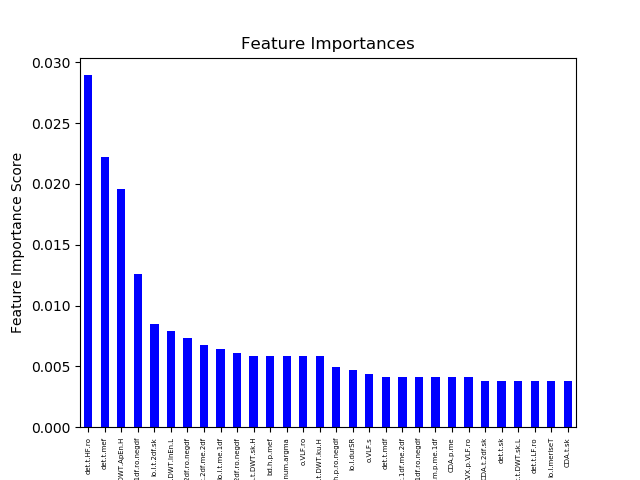 Feature Importances
Feature Importance Score
0.030
0.025
0.020
0.015
0.010
0.005
0.000
det.t.HF.ro
det.t.mef
DWT.ApEn.H
1df.ro.negdf
lo.l.t.2df.sk
.DWT.InEn.L
2df.ro.negdf
.2df.me.2df
lo.l.t.me.1df
2df.ro.negdf
.t.DWT.sk.H
bd.h.p.mef
num.argma
o.VLF.ro
.t.DWT.ku.H
h.p.ro.negdf
lo.l.durSR
o.VLF.s
det.t.mdf
.1df.me.2df
1df.ro.negdf
m.p.me.1df
CDA.p.me
VX.p.VLF.ro
CDA.t.2df.sk
det.t.sk
.t.DWT.sk.L
det.t.LF.ro
lo.l.meriseT
CDA.t.sk